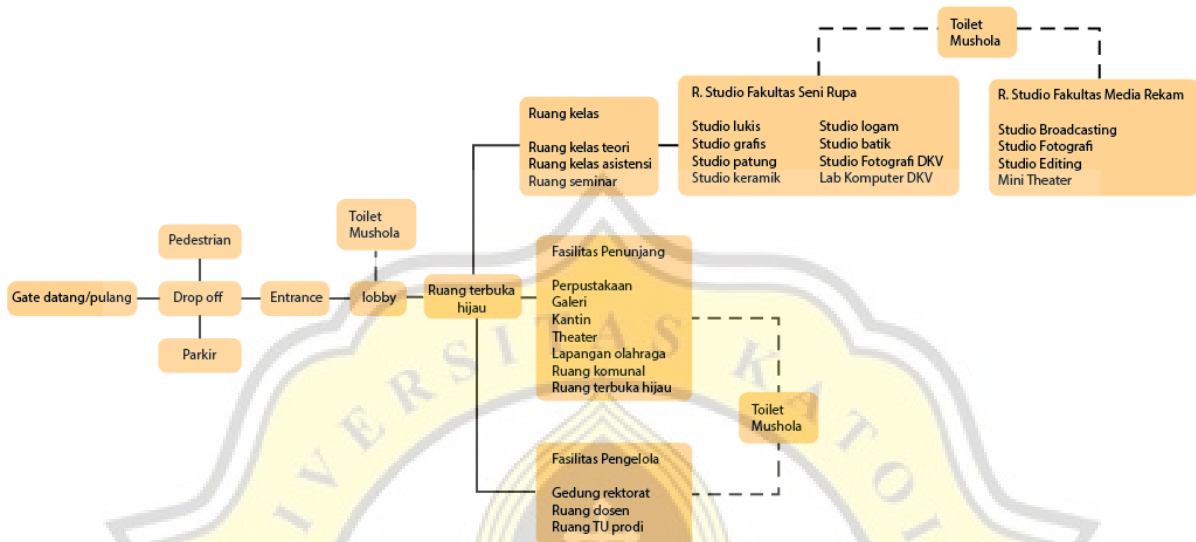 Toilet
Mushola
R. Studio Fakultas Seni Rupa
Studio lukis
Studio grafis
Studio patung
Studio keramik
Studio logam
Studio batik
Studio Fotografi DKV
Lab Komputer DKV
R. Studio Fakultas Media Rekam
Studio Broadcasting
Studio Fotografi
Studio Editing
Mini Theater
Ruang kelas
Ruang kelas teori
Ruang kelas asistensi
Ruang seminar
Toilet
Mushola
Pedestrian
Gate datang/pulang
Drop off
Entrance
lobby
Ruang terbuka
hijau
Parkir
Fasilitas Penunjang
Perpustakaan
Galeri
Kantin
Theater
Lapangan olahraga
Ruang komunal
Ruang terbuka hijau
Toilet
Mushola
Fasilitas Pengelola
Gedung rektorat
Ruang dosen
Ruang TU prodi
IVERSITAS KATO